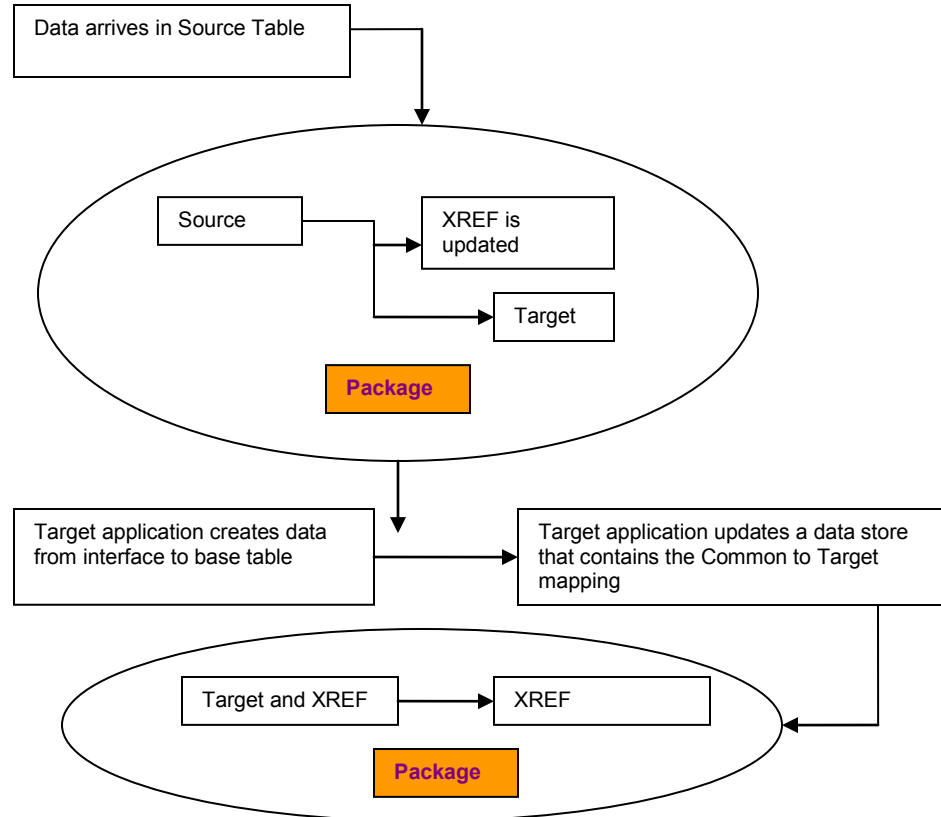 Data arrives in Source Table
Source
XREF is
updated
Target
Package
Target application creates data
from interface to base table
Target application updates a data store
that contains the Common to Target
mapping
Target and XREF
XREF
Package